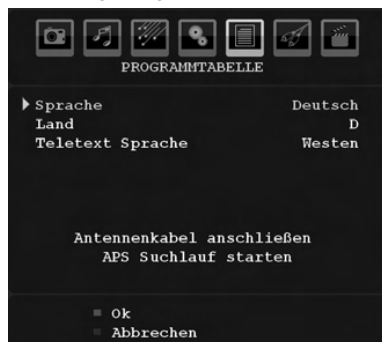 PROGRAMMTABELLE
Sprache Deutsch
Land D
Teletext Sprache Westen
Antennenkabel anschließen
APS Suchlauf starten
Ok
Abbrechen